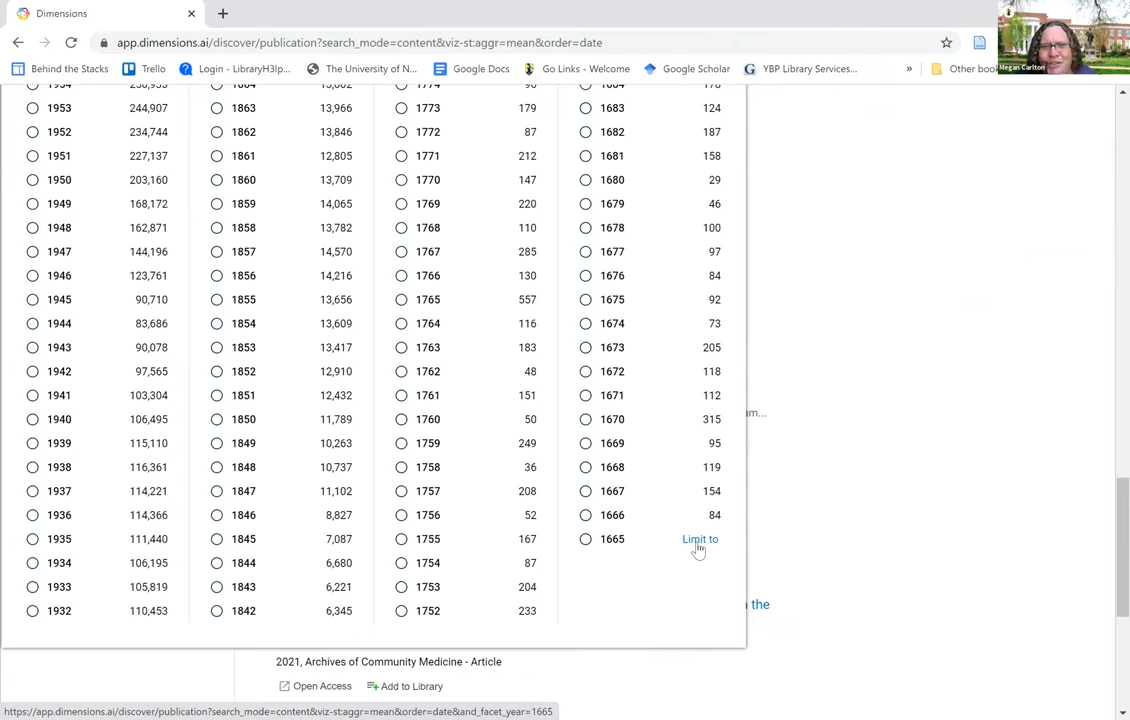 Dimensions
app.dimensions.ai/discover/publication?search_mode=content&viz-st:aggr=mean&order=date
Behind the Stacks Trello Login - LibraryH3lp... The University of N... Google Docs Go Links - Welcome Google Scholar YBP Library Services... » Other boo
Megan Carlton
1953 244,907 1863 13,966 1773 179 1683 124
1952 234,744 1862 13,846 1772 87 1682 187
1951 227,137 1861 12,805 1771 212 1681 158
1950 203,160 1860 13,709 1770 147 1680 29
1949 168,172 1859 14,065 1769 220 1679 46
1948 162,871 1858 13,782 1768 110 1678 100
1947 144,196 1857 14,570 1767 285 1677 97
1946 123,761 1856 14,216 1766 130 1676 84
1945 90,710 1855 13,656 1765 557 1675 92
1944 83,686 1854 13,609 1764 116 1674 73
1943 90,078 1853 13,417 1763 183 1673 205
1942 97,565 1852 12,910 1762 48 1672 118
1941 103,304 1851 12,432 1761 151 1671 112
am...
1940 106,495 1850 11,789 1760 50 1670 315
1939 115,110 1849 10,263 1759 249 1669 95
1938 116,361 1848 10,737 1758 36 1668 119
1937 114,221 1847 11,102 1757 208 1667 154
1936 114,366 1846 8,827 1756 52 1666 84
1935 111,440 1845 7,087 1755 167 1665 Limit to
1934 106,195 1844 6,680 1754 87
1933 105,819 1843 6,221 1753 204
the
1932 110,453 1842 6,345 1752 233
2021, Archives of Community Medicine - Article
Open Access Add to Library
https://app.dimensions.ai/discover/publication?search_mode=content&viz-st:aggr=mean&order=date&and_facet_year=1665